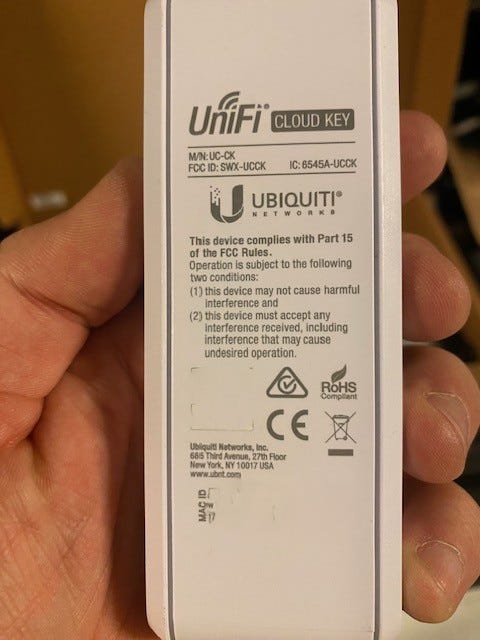 UniFi® CLOUD KEY
M/N: UC-CK
FCC ID: SWX-UCCK IC: 6545A-UCCK
UBIQUITI®
NETWORKS
This device complies with Part 15
of the FCC Rules.
Operation is subject to the following
two conditions:
(1) this device may not cause harmful
interference and
(2) this device must accept any
interference received, including
interference that may cause
undesired operation.
RoHS
Compliant
CE
Ubiquiti Networks, Inc.
685 Third Avenue, 27th Floor
New York, NY 10017 USA
www.ubnt.com
MAC ID
17